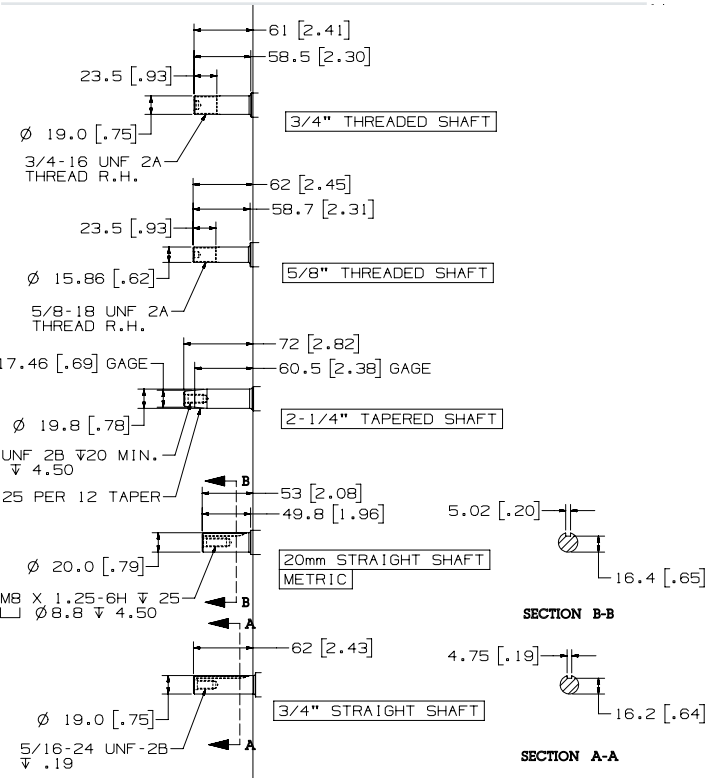 61 [2.41]
58.5 [2.30]
23.5 [.93]
Ø 19.0 [.75]
3/4" THREADED SHAFT
3/4-16 UNF 2A
THREAD R.H.
62 [2.45]
58.7 [2.31]
23.5 [.93]
Ø 15.86 [.62]
5/8" THREADED SHAFT
5/8-18 UNF 2A
THREAD R.H.
72 [2.82]
17.46 [.69] GAGE
60.5 [2.38] GAGE
Ø 19.8 [.78]
2-1/4" TAPERED SHAFT
UNF 2B ↧20 MIN.
↧ 4.50
25 PER 12 TAPER
B
53 [2.08]
49.8 [1.96]
5.02 [.20]
Ø 20.0 [.79]
20mm STRAIGHT SHAFT
METRIC
16.4 [.65]
M8 X 1.25-6H ↧ 25
⌴ Ø8.8 ↧ 4.50
B
SECTION B-B
A
62 [2.43]
4.75 [.19]
Ø 19.0 [.75]
3/4" STRAIGHT SHAFT
16.2 [.64]
5/16-24 UNF-2B
↧ .19
A
SECTION A-A